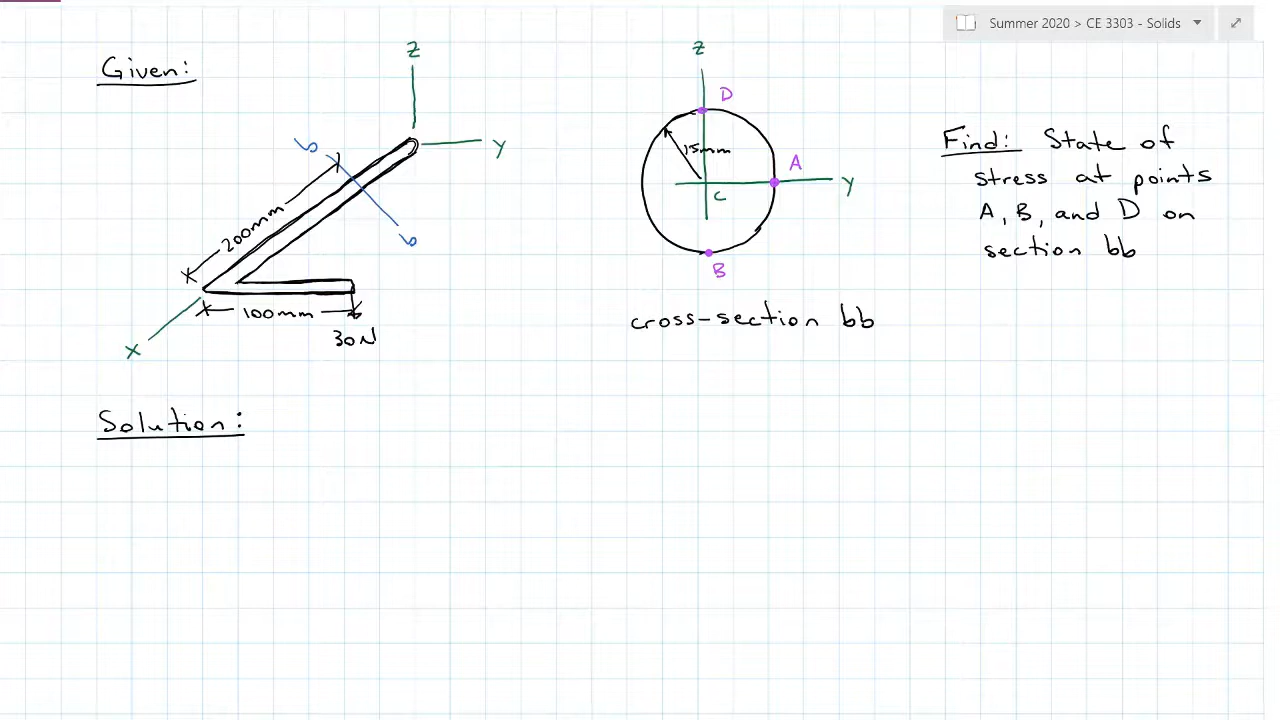 Summer 2020 > CE 3303 - Solids
Given:
Z
Y
b
200mm
b
100mm
30N
X
Z
D
15mm
A
C
Y
B
cross-section bb
Find: State of
stress at points
A, B, and D on
section bb
Solution: